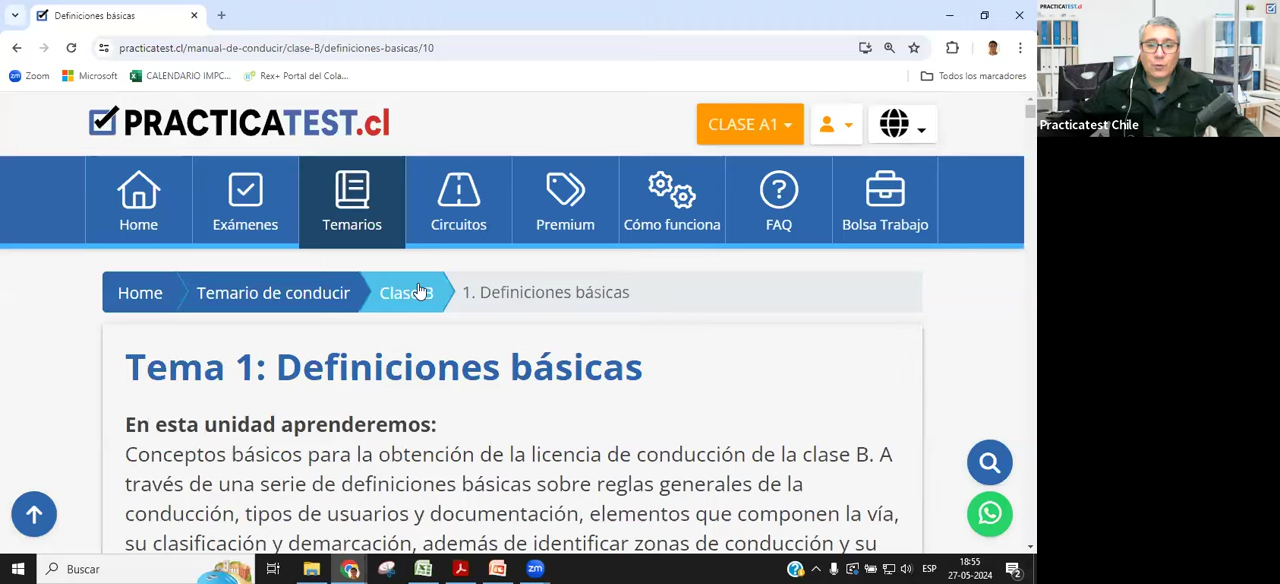 Definiciones básicas
practicatest.cl/manual-de-conducir/clase-B/definiciones-basicas/10
Zoom
Microsoft
CALENDARIO IMPC...
Rex+ Portal del Cola...
Todos los marcadores
PRACTICATEST.cl
CLASE A1
Home
Exámenes
Temarios
Circuitos
Premium
Cómo funciona
FAQ
Bolsa Trabajo
Home
Temario de conducir
Clase B
1. Definiciones básicas
Tema 1: Definiciones básicas
En esta unidad aprenderemos:
Conceptos básicos para la obtención de la licencia de conducción de la clase B. A
través de una serie de definiciones básicas sobre reglas generales de la
conducción, tipos de usuarios y documentación, elementos que componen la vía,
su clasificación y demarcación, además de identificar zonas de conducción y su
Buscar
ESP
18:55
27-05-2024
2
PRACTICATEST.cl
Practicatest Chile